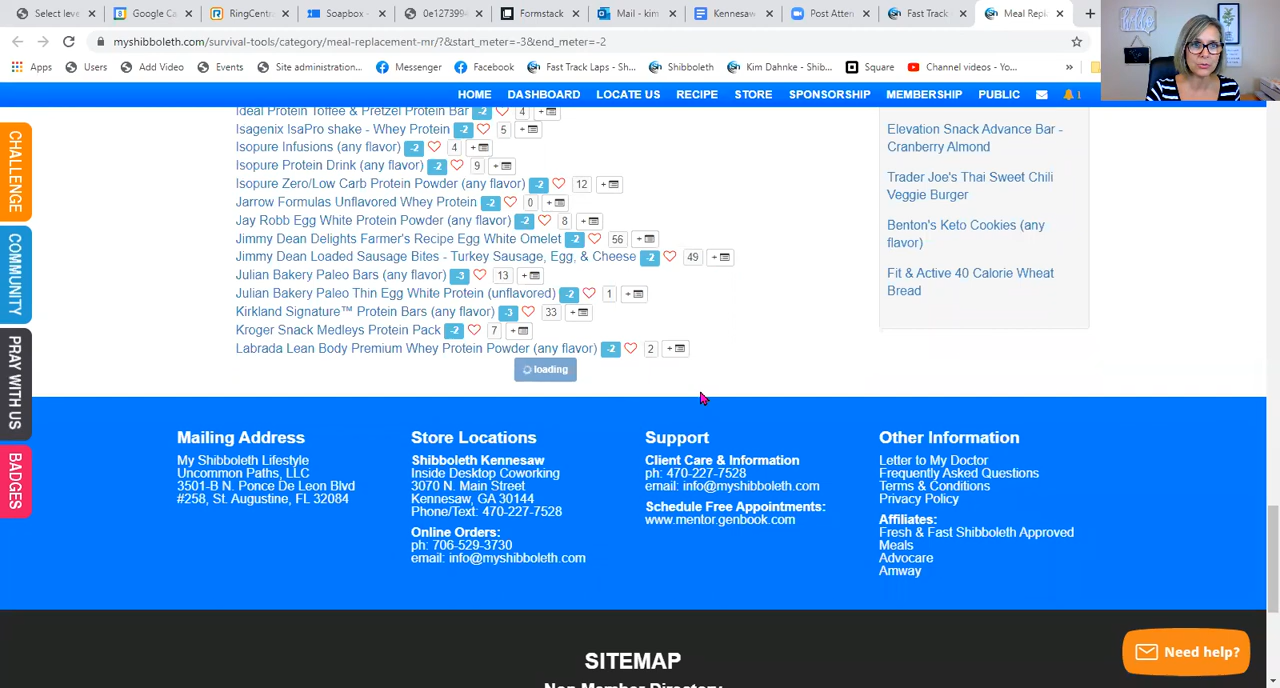 Select leve
Google Ca
RingCentr
Soapbox -
0e1273994
Formstack
Mail - kim
Kennesaw
Post Atten
Fast Track
Meal Repl
myshibboleth.com/survival-tools/category/meal-replacement-mr/?&start_meter=-3&end_meter=-2
Apps
Users
Add Video
Events
Site administration...
Messenger
Facebook
Fast Track Laps - Sh...
Shibboleth
Kim Dahnke - Shib...
Square
Channel videos - Yo...
»
HOME DASHBOARD LOCATE US RECIPE STORE SPONSORSHIP MEMBERSHIP PUBLIC 1
CHALLENGE
COMMUNITY
PRAY WITH US
BADGES
Ideal Protein Toffee & Pretzel Protein Bar -2 4 +
Isagenix IsaPro shake - Whey Protein -2 5 +
Isopure Infusions (any flavor) -2 4 +
Isopure Protein Drink (any flavor) -2 9 +
Isopure Zero/Low Carb Protein Powder (any flavor) -2 12 +
Jarrow Formulas Unflavored Whey Protein -2 0 +
Jay Robb Egg White Protein Powder (any flavor) -2 8 +
Jimmy Dean Delights Farmer's Recipe Egg White Omelet -2 56 +
Jimmy Dean Loaded Sausage Bites - Turkey Sausage, Egg, & Cheese -2 49 +
Julian Bakery Paleo Bars (any flavor) -3 13 +
Julian Bakery Paleo Thin Egg White Protein (unflavored) -2 1 +
Kirkland Signature™ Protein Bars (any flavor) -3 33 +
Kroger Snack Medleys Protein Pack -2 7 +
Labrada Lean Body Premium Whey Protein Powder (any flavor) -2 2 +
loading
Elevation Snack Advance Bar -
Cranberry Almond
Trader Joe's Thai Sweet Chili
Veggie Burger
Benton's Keto Cookies (any
flavor)
Fit & Active 40 Calorie Wheat
Bread
Mailing Address
My Shibboleth Lifestyle
Uncommon Paths, LLC
3501-B N. Ponce De Leon Blvd
#258, St. Augustine, FL 32084
Store Locations
Shibboleth Kennesaw
Inside Desktop Coworking
3070 N. Main Street
Kennesaw, GA 30144
Phone/Text: 470-227-7528
Online Orders:
ph: 706-529-3730
email: info@myshibboleth.com
Support
Client Care & Information
ph: 470-227-7528
email: info@myshibboleth.com
Schedule Free Appointments:
www.mentor.genbook.com
Other Information
Letter to My Doctor
Frequently Asked Questions
Terms & Conditions
Privacy Policy
Affiliates:
Fresh & Fast Shibboleth Approved
Meals
Advocare
Amway
SITEMAP
Non Member Directory
Need help?